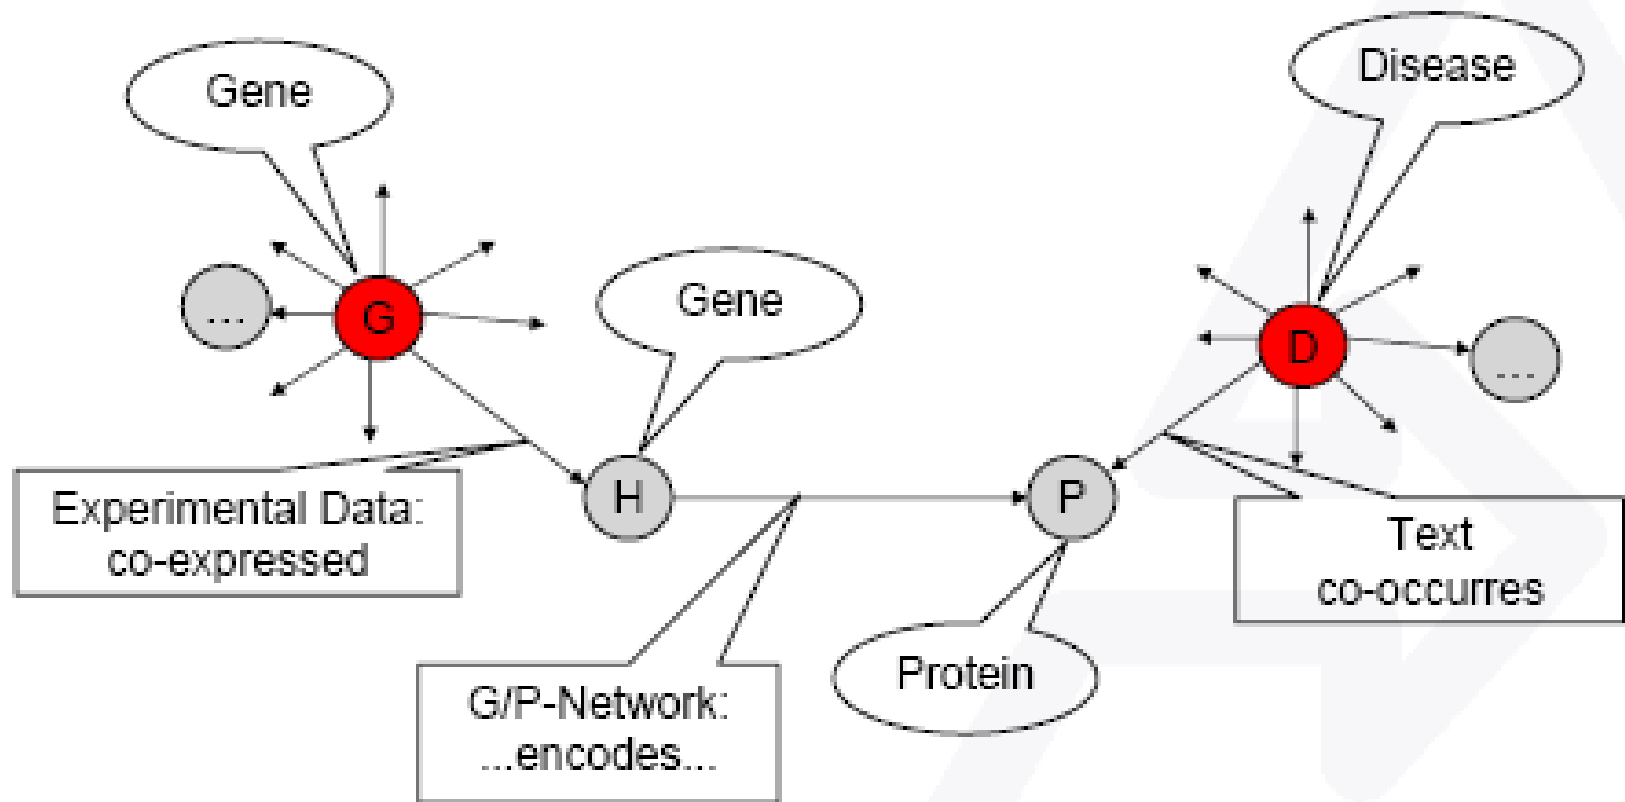 Gene
Disease
...
G
Gene
D
...
Experimental Data:
co-expressed
H
P
Text
co-occurres
G/P-Network:
...encodes...
Protein